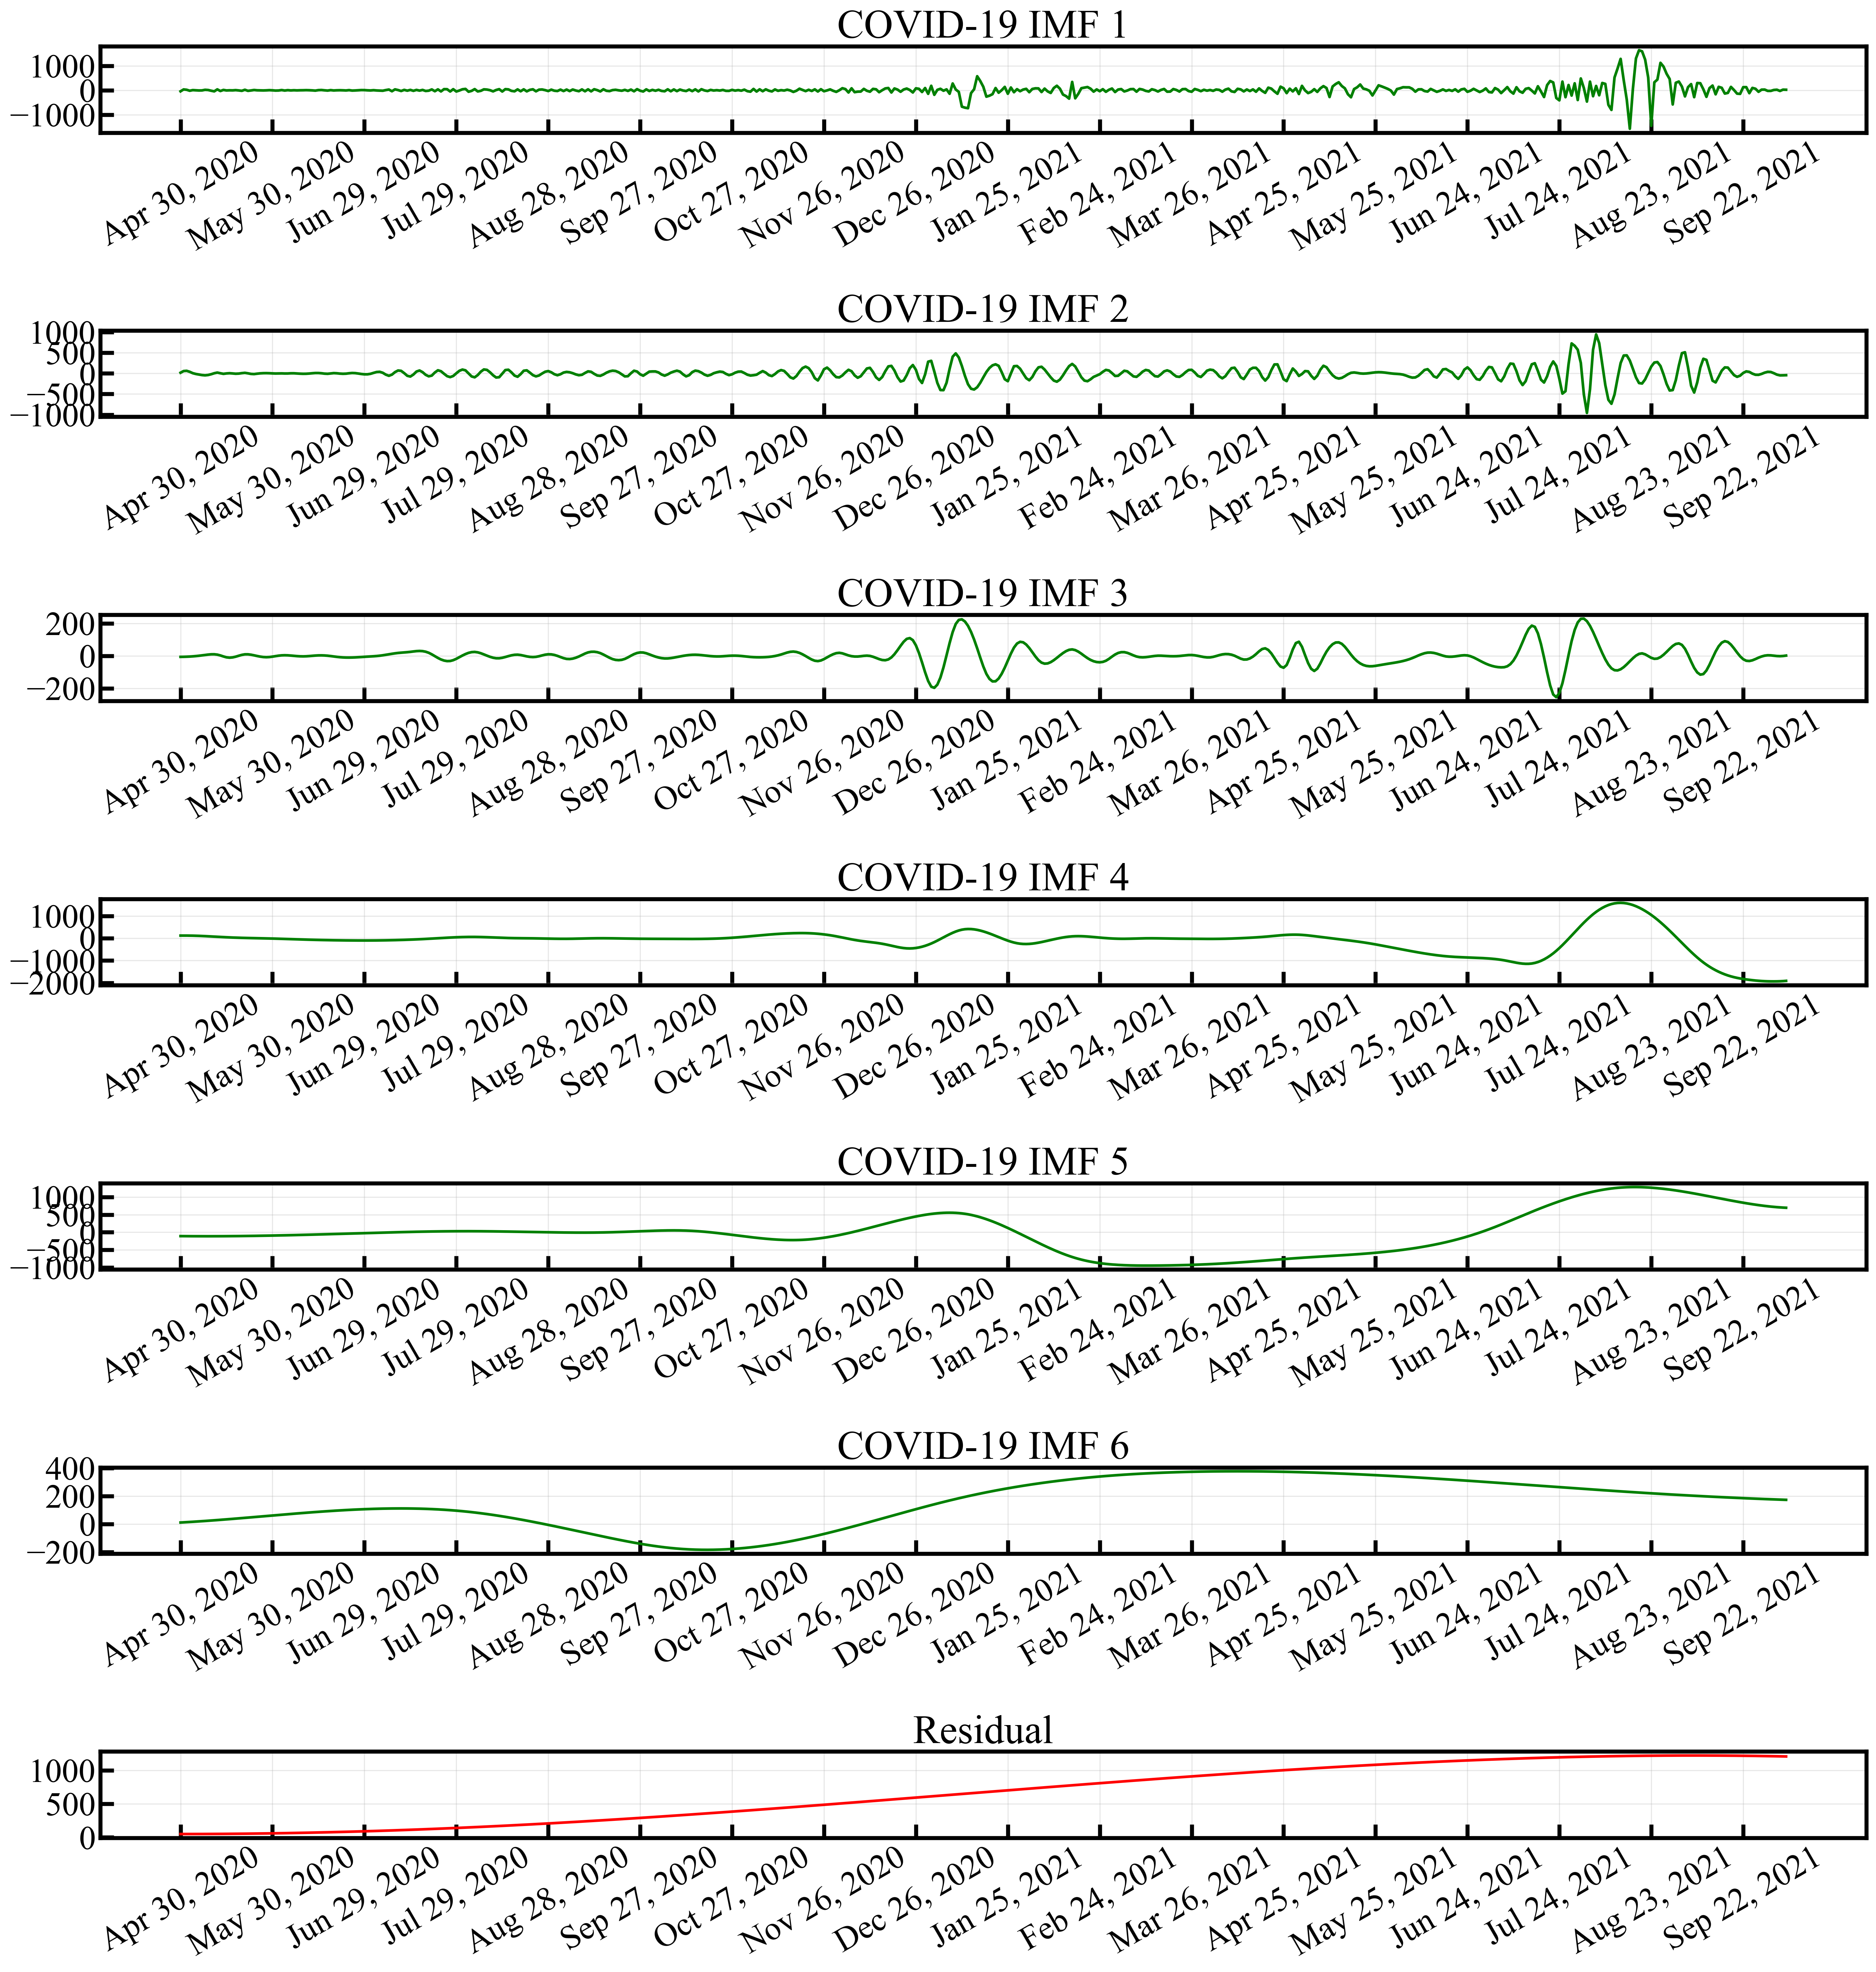 COVID-19 IMF 1
1000
0
−1000
Apr 30, 2020 May 30, 2020 Jun 29, 2020 Jul 29, 2020 Aug 28, 2020 Sep 27, 2020 Oct 27, 2020 Nov 26, 2020 Dec 26, 2020 Jan 25, 2021 Feb 24, 2021 Mar 26, 2021 Apr 25, 2021 May 25, 2021 Jun 24, 2021 Jul 24, 2021 Aug 23, 2021 Sep 22, 2021
COVID-19 IMF 2
1000
500
0
−500
−1000
Apr 30, 2020 May 30, 2020 Jun 29, 2020 Jul 29, 2020 Aug 28, 2020 Sep 27, 2020 Oct 27, 2020 Nov 26, 2020 Dec 26, 2020 Jan 25, 2021 Feb 24, 2021 Mar 26, 2021 Apr 25, 2021 May 25, 2021 Jun 24, 2021 Jul 24, 2021 Aug 23, 2021 Sep 22, 2021
COVID-19 IMF 3
200
0
−200
Apr 30, 2020 May 30, 2020 Jun 29, 2020 Jul 29, 2020 Aug 28, 2020 Sep 27, 2020 Oct 27, 2020 Nov 26, 2020 Dec 26, 2020 Jan 25, 2021 Feb 24, 2021 Mar 26, 2021 Apr 25, 2021 May 25, 2021 Jun 24, 2021 Jul 24, 2021 Aug 23, 2021 Sep 22, 2021
COVID-19 IMF 4
1000
0
−1000
−2000
Apr 30, 2020 May 30, 2020 Jun 29, 2020 Jul 29, 2020 Aug 28, 2020 Sep 27, 2020 Oct 27, 2020 Nov 26, 2020 Dec 26, 2020 Jan 25, 2021 Feb 24, 2021 Mar 26, 2021 Apr 25, 2021 May 25, 2021 Jun 24, 2021 Jul 24, 2021 Aug 23, 2021 Sep 22, 2021
COVID-19 IMF 5
1000
500
0
−500
−1000
Apr 30, 2020 May 30, 2020 Jun 29, 2020 Jul 29, 2020 Aug 28, 2020 Sep 27, 2020 Oct 27, 2020 Nov 26, 2020 Dec 26, 2020 Jan 25, 2021 Feb 24, 2021 Mar 26, 2021 Apr 25, 2021 May 25, 2021 Jun 24, 2021 Jul 24, 2021 Aug 23, 2021 Sep 22, 2021
COVID-19 IMF 6
400
200
0
−200
Apr 30, 2020 May 30, 2020 Jun 29, 2020 Jul 29, 2020 Aug 28, 2020 Sep 27, 2020 Oct 27, 2020 Nov 26, 2020 Dec 26, 2020 Jan 25, 2021 Feb 24, 2021 Mar 26, 2021 Apr 25, 2021 May 25, 2021 Jun 24, 2021 Jul 24, 2021 Aug 23, 2021 Sep 22, 2021
Residual
1000
500
0
Apr 30, 2020 May 30, 2020 Jun 29, 2020 Jul 29, 2020 Aug 28, 2020 Sep 27, 2020 Oct 27, 2020 Nov 26, 2020 Dec 26, 2020 Jan 25, 2021 Feb 24, 2021 Mar 26, 2021 Apr 25, 2021 May 25, 2021 Jun 24, 2021 Jul 24, 2021 Aug 23, 2021 Sep 22, 2021